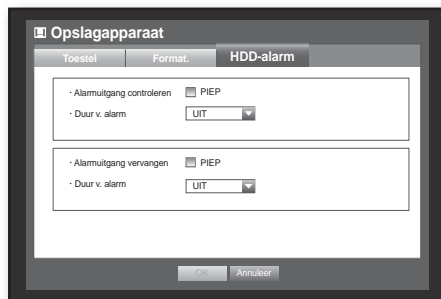 Opslagapparaat
Toestel Format. HDD-alarm
· Alarmuitgang controleren PIEP
· Duur v. alarm UIT
· Alarmuitgang vervangen PIEP
· Duur v. alarm UIT
OK Annuleer